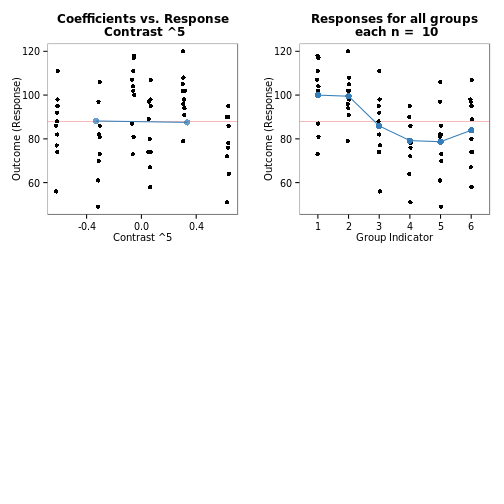 Coefficients vs. Response
Contrast ^5
120
100
80
60
Outcome (Response)
-0.4
0.0
0.4
Contrast ^5
Responses for all groups
each n =  10
120
100
80
60
Outcome (Response)
1
2
3
4
5
6
Group Indicator